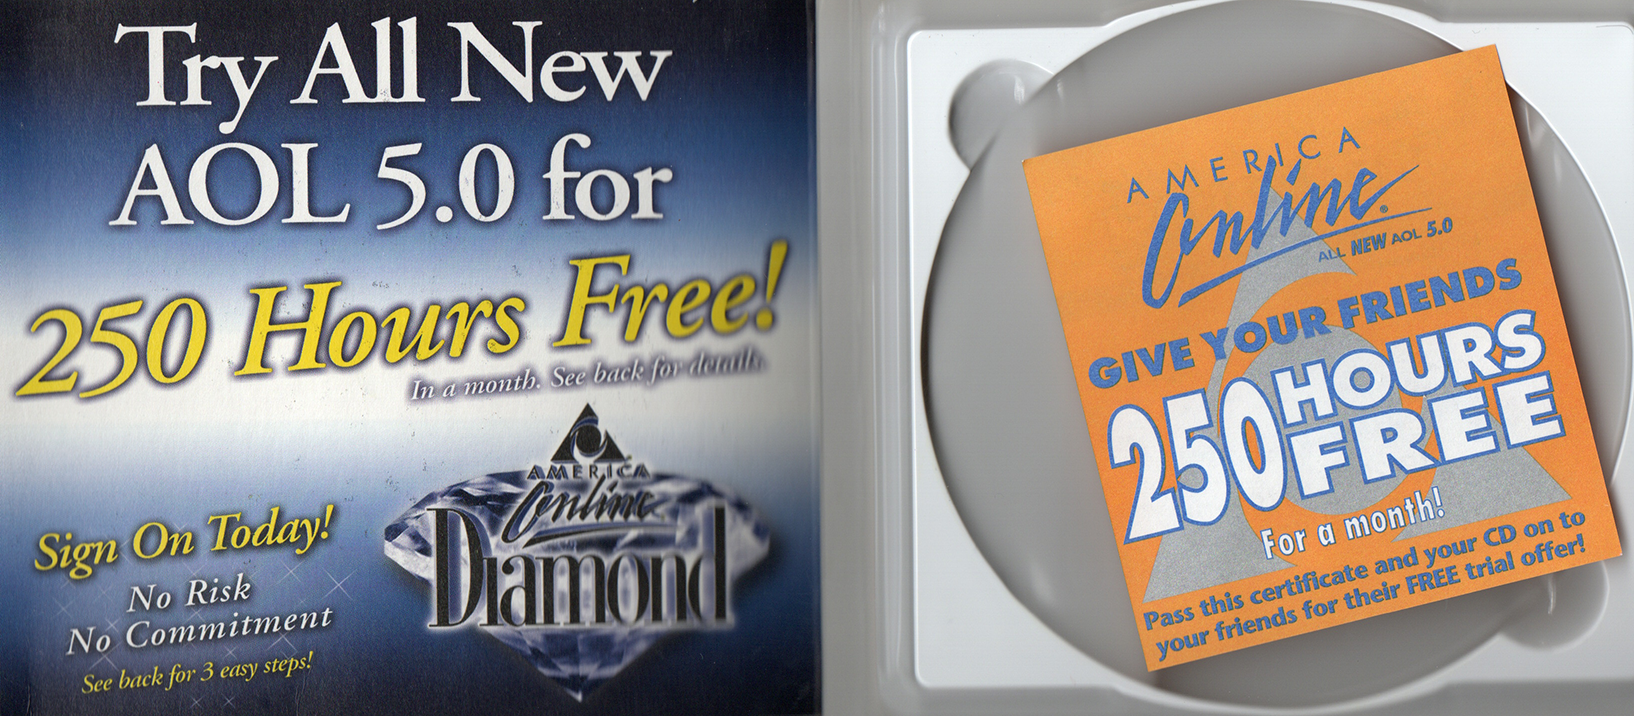 Try All New
AOL 5.0 for
250 Hours Free!
In a month. See back for details.
AMERICA
Online
Diamond
Sign On Today!
No Risk
No Commitment
See back for 3 easy steps!
AMERICA
Online®
ALL NEW AOL 5.0
GIVE YOUR FRIENDS
250 HOURS
FREE
For a month!
Pass this certificate and your CD on to
your friends for their FREE trial offer!